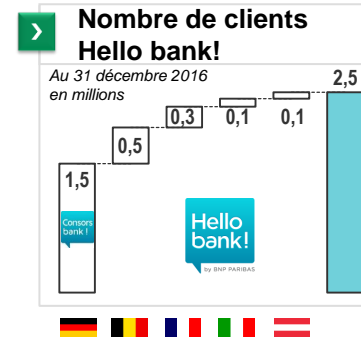 Nombre de clients
Hello bank!
Au 31 décembre 2016
en millions
2,5
0,3
0,1
0,1
0,5
1,5
Consors
bank !
Hello
bank!
by BNP PARIBAS